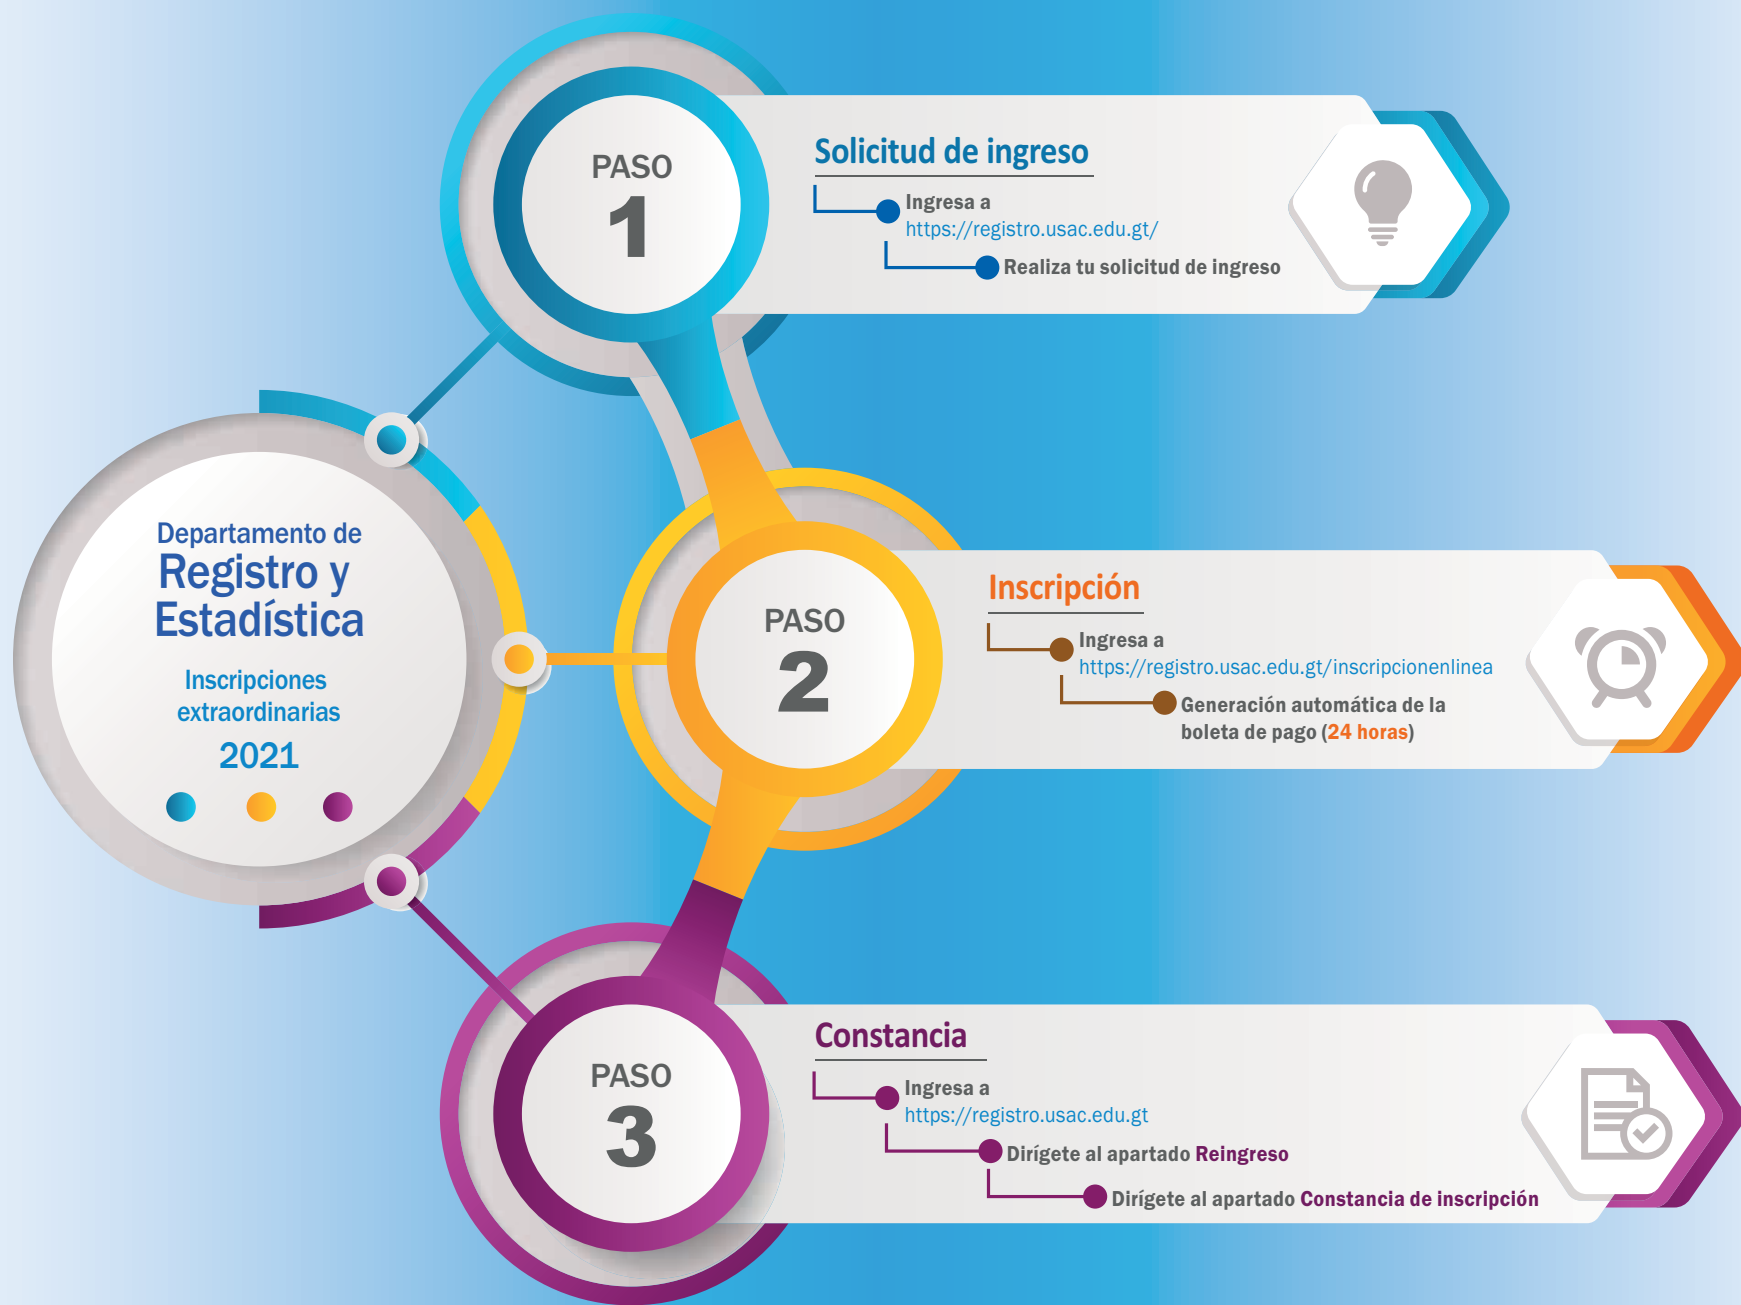 Departamento de
Registro y
Estadística
Inscripciones
extraordinarias
2021
PASO
1
Solicitud de ingreso
Ingresa a
https://registro.usac.edu.gt/
Realiza tu solicitud de ingreso
PASO
2
Inscripción
Ingresa a
https://registro.usac.edu.gt/inscripcionenlinea
Generación automática de la
boleta de pago (24 horas)
PASO
3
Constancia
Ingresa a
https://registro.usac.edu.gt
Dirígete al apartado Reingreso
Dirígete al apartado Constancia de inscripción